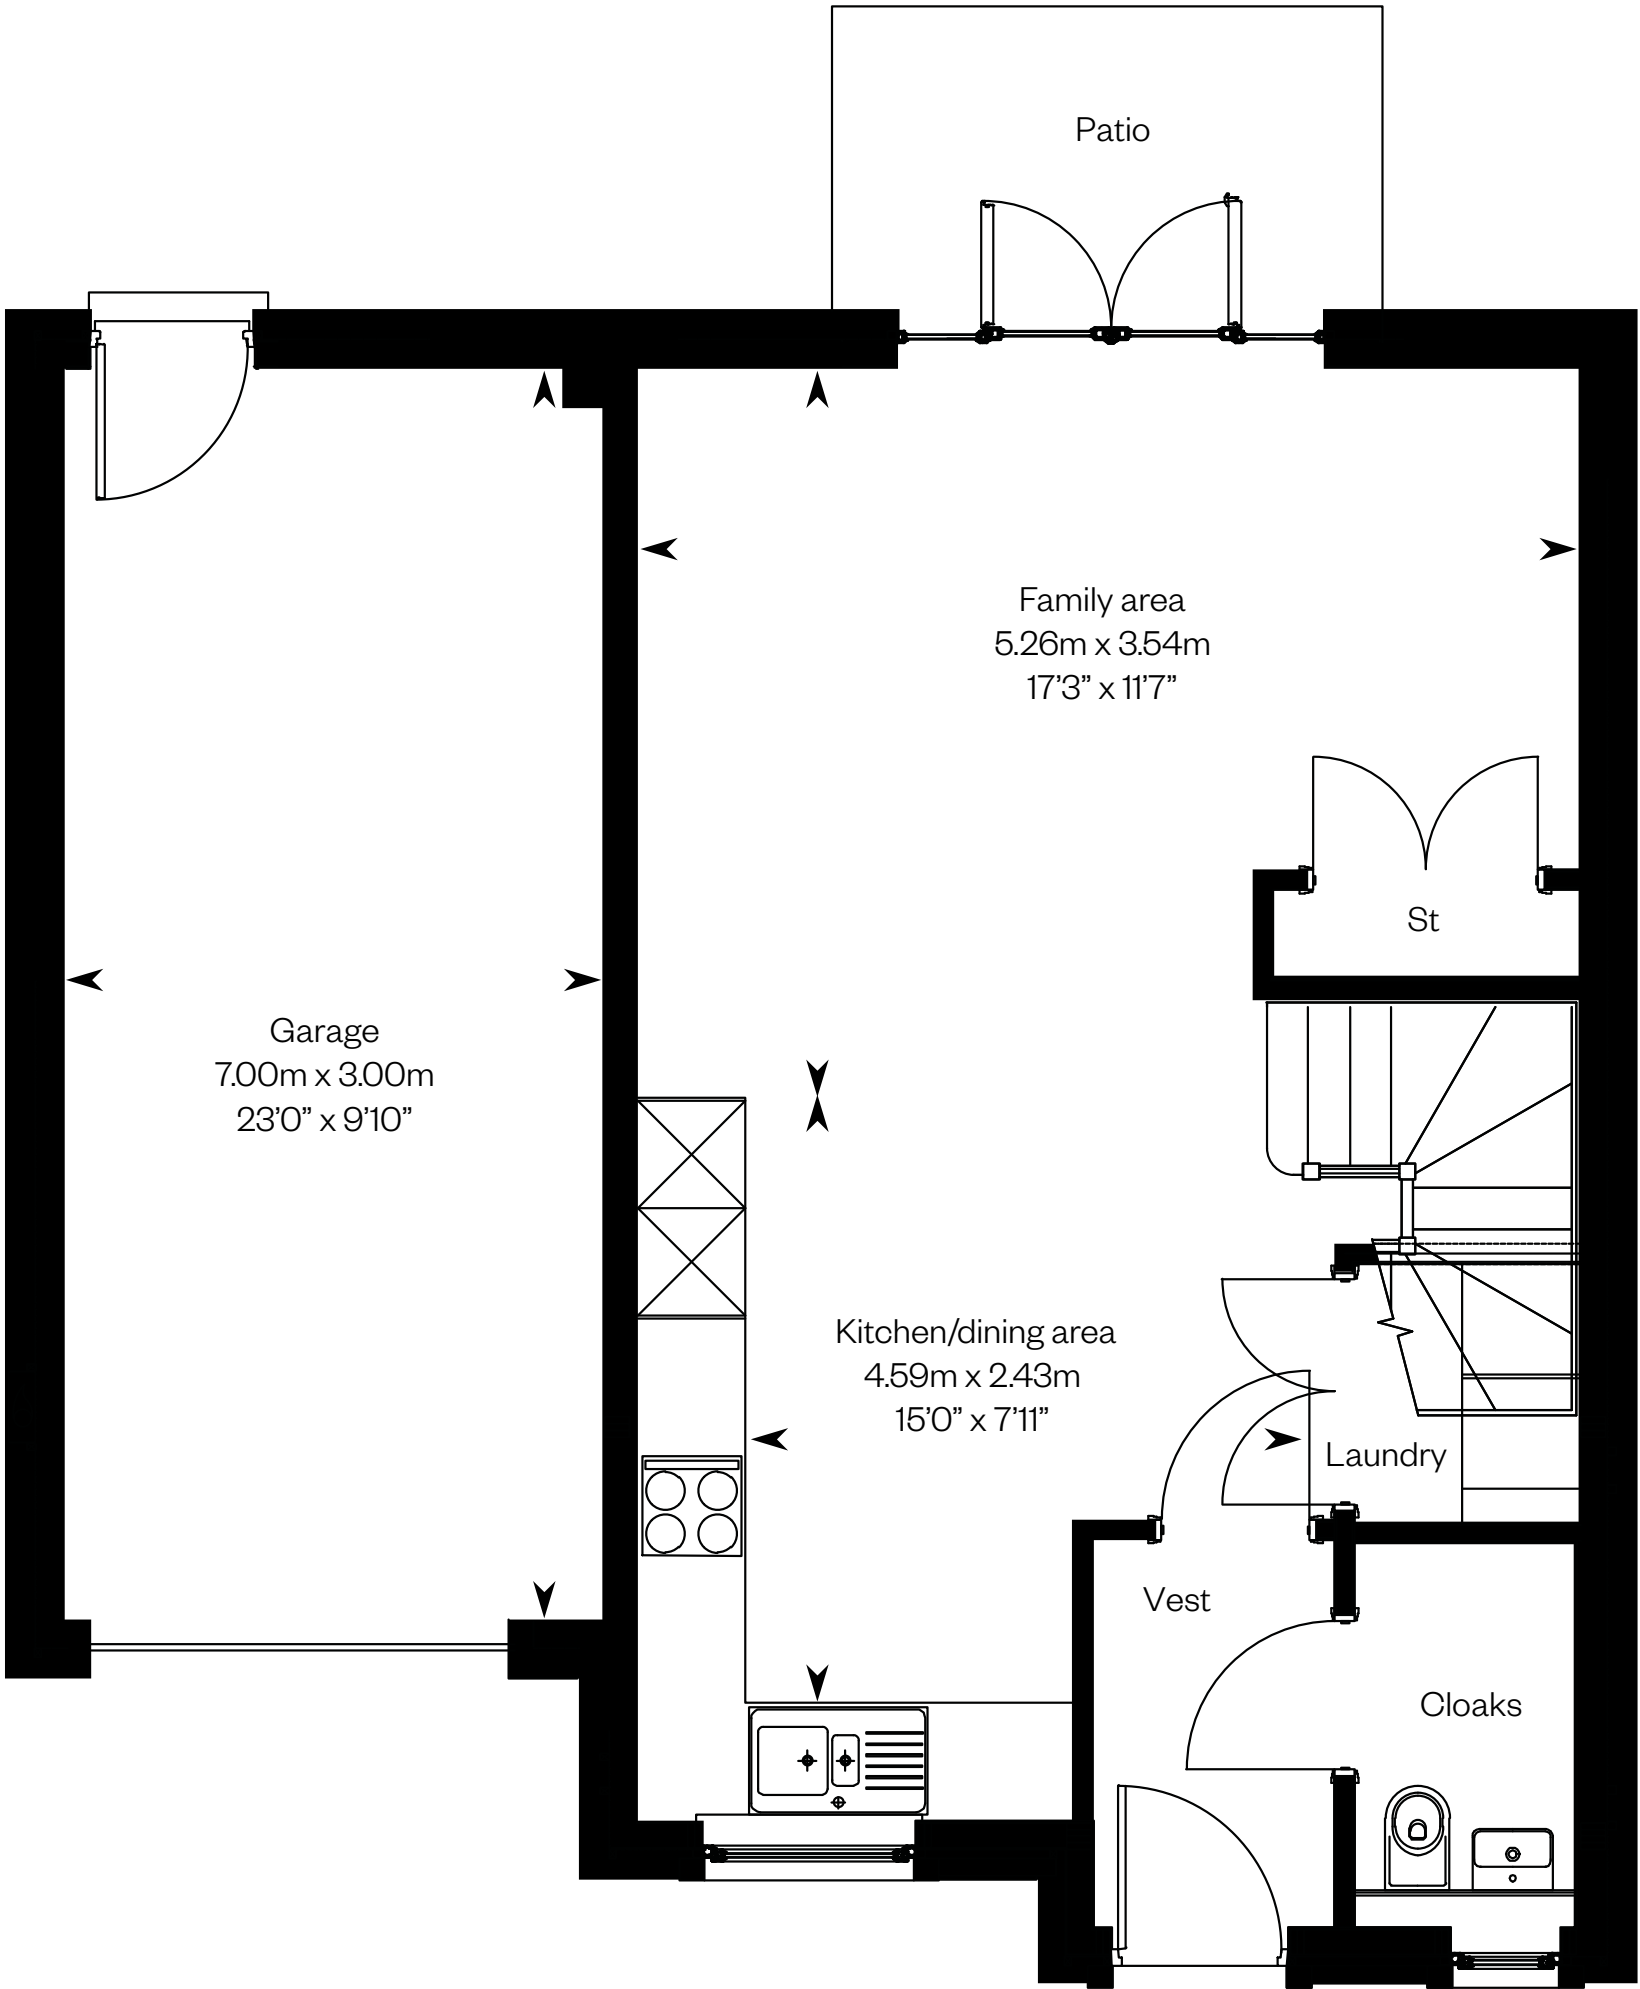 Patio
Family area
5.26m x 3.54m
17’3” x 11’7”
St
Garage
7.00m x 3.00m
23’0” x 9’10”
Kitchen/dining area
4.59m x 2.43m
15’0” x 7’11”
Laundry
Vest
Cloaks